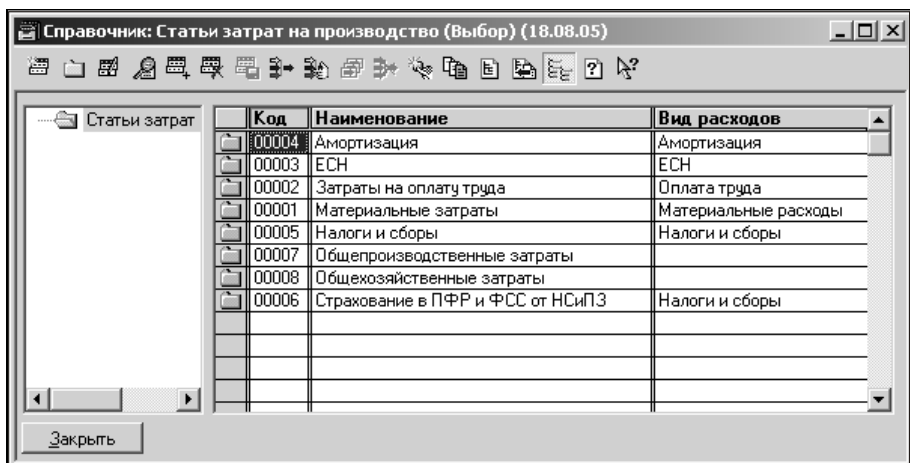 Справочник: Статьи затрат на производство (Выбор) (18.08.05)
Статьи затрат
Код Наименование Вид расходов
00004 Амортизация Амортизация
00003 ЕСН ЕСН
00002 Затраты на оплату труда Оплата труда
00001 Материальные затраты Материальные расходы
00005 Налоги и сборы Налоги и сборы
00007 Общепроизводственные затраты
00008 Общехозяйственные затраты
00006 Страхование в ПФР и ФСС от НСиПЗ Налоги и сборы
Закрыть